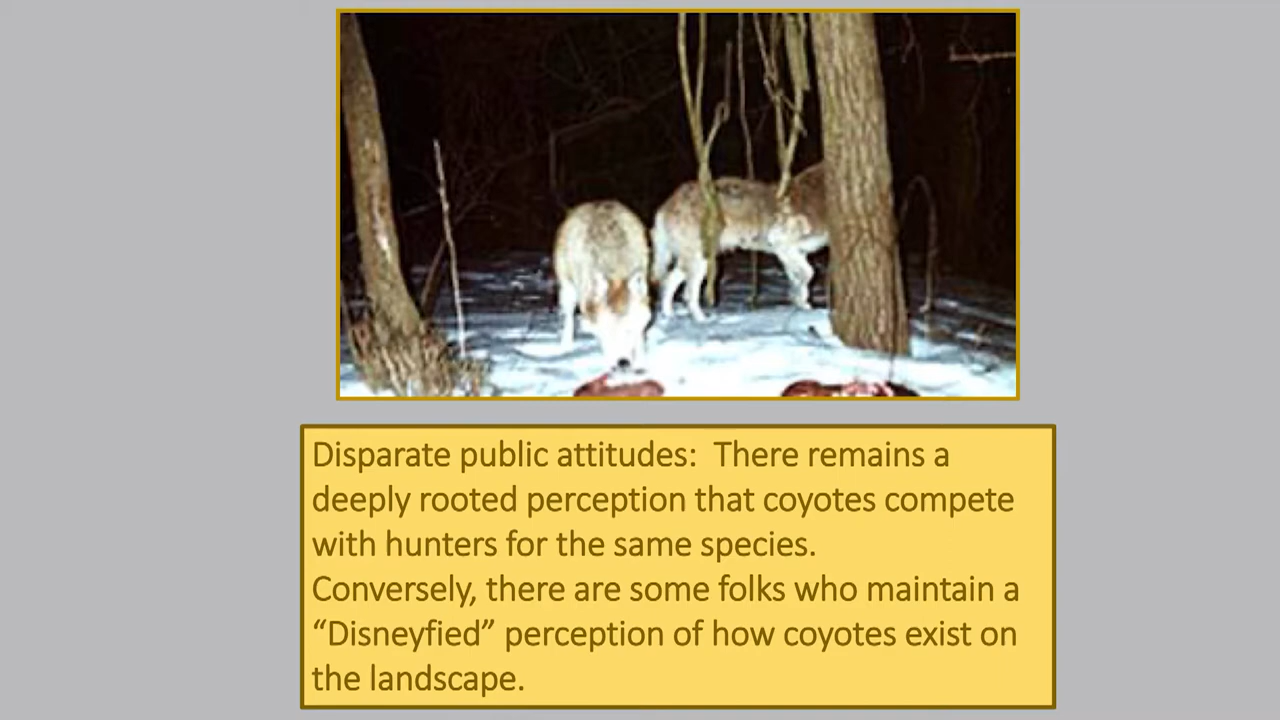 Disparate public attitudes:  There remains a
deeply rooted perception that coyotes compete
with hunters for the same species.
Conversely, there are some folks who maintain a
“Disneyfied” perception of how coyotes exist on
the landscape.